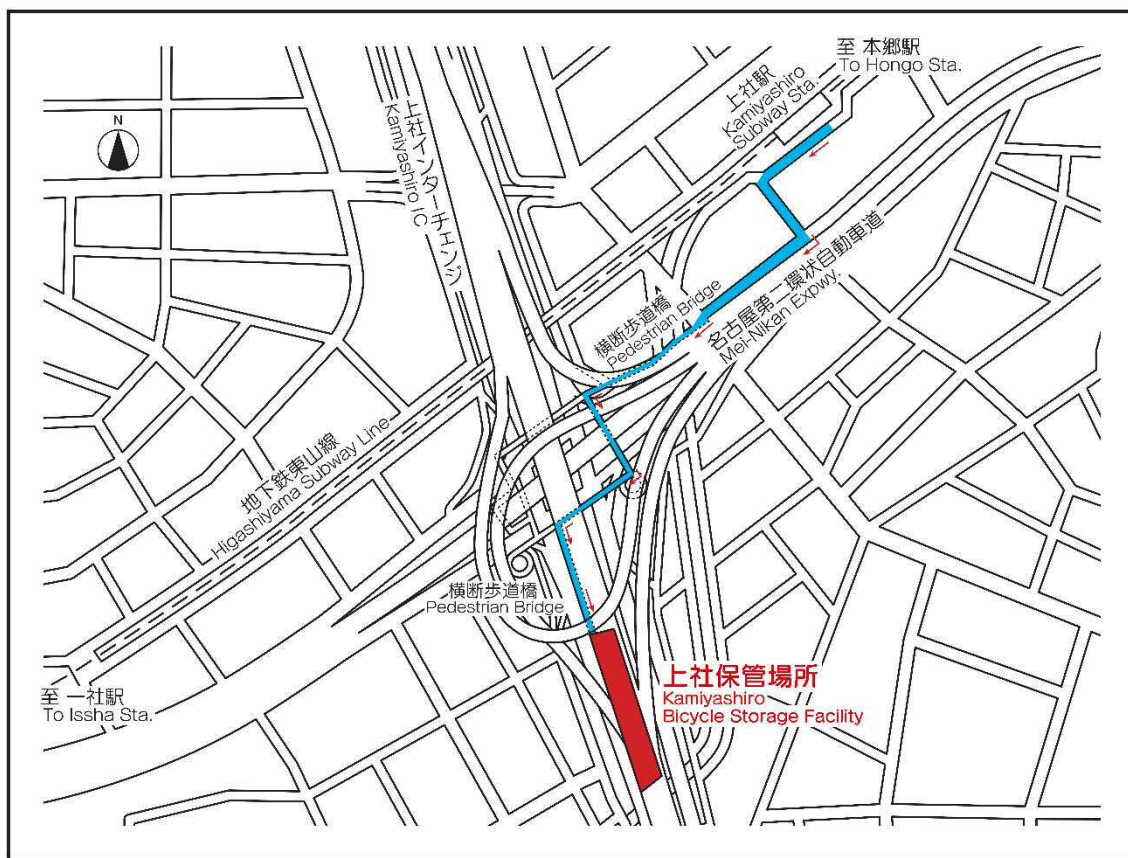 至 本郷駅
To Hongo Sta.
上社駅
Kamiyashiro
Subway Sta.
N
上社インターチェンジ
Kamiyashiro IC
横断歩道橋
Pedestrian Bridge
名古屋第二環状自動車道
Mei-Nikan Expwy.
地下鉄東山線
Higashiyama Subway Line
横断歩道橋
Pedestrian Bridge
上社保管場所
Kamiyashiro
Bicycle Storage Facility
至 一社駅
To Issha Sta.